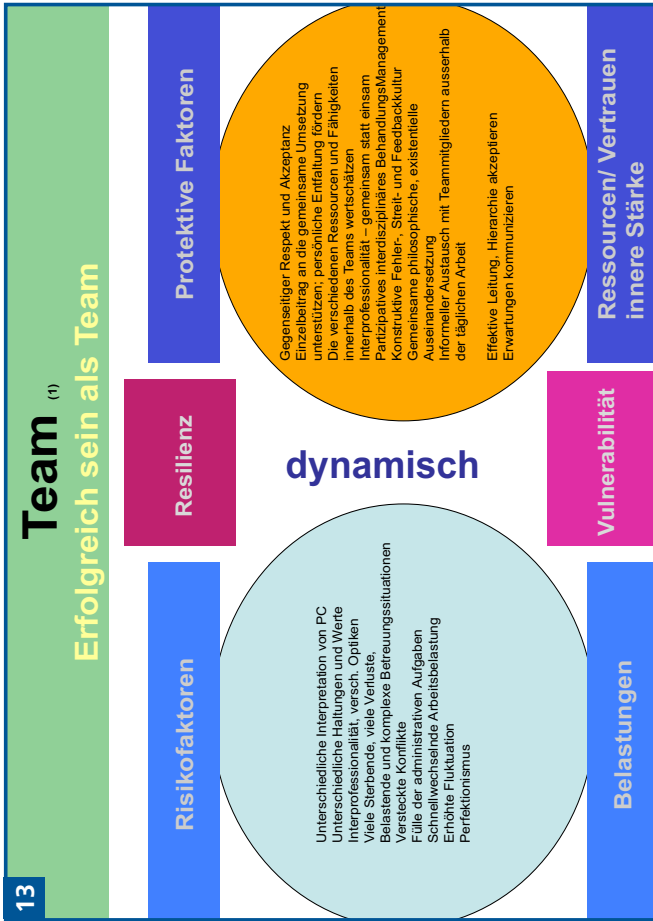 13
Team (1)
Erfolgreich sein als Team
Risikofaktoren
Resilienz
Protektive Faktoren
Unterschiedliche Interpretation von PC
Unterschiedliche Haltungen und Werte
Interprofessionalität, versch. Optiken
Viele Sterbende, viele Verluste,
Belastende und komplexe Betreuungssituationen
Versteckte Konflikte
Fülle der administrativen Aufgaben
Schnellwechselnde Arbeitsbelastung
Erhöhte Fluktuation
Perfektionismus
dynamisch
Gegenseitiger Respekt und Akzeptanz
Einzelbeitrag an die gemeinsame Umsetzung
unterstützen; persönliche Entfaltung fördern
Die verschiedenen Ressourcen und Fähigkeiten
innerhalb des Teams wertschätzen
Interprofessionalität – gemeinsam statt einsam
Partizipatives interdisziplinäres BehandlungsManagement
Konstruktive Fehler-, Streit- und Feedbackkultur
Gemeinsame philosophische, existentielle
Auseinandersetzung
Informeller Austausch mit Teammitgliedern ausserhalb
der täglichen Arbeit
Effektive Leitung, Hierarchie akzeptieren
Erwartungen kommunizieren
Belastungen
Vulnerabilität
Ressourcen/ Vertrauen
innere Stärke